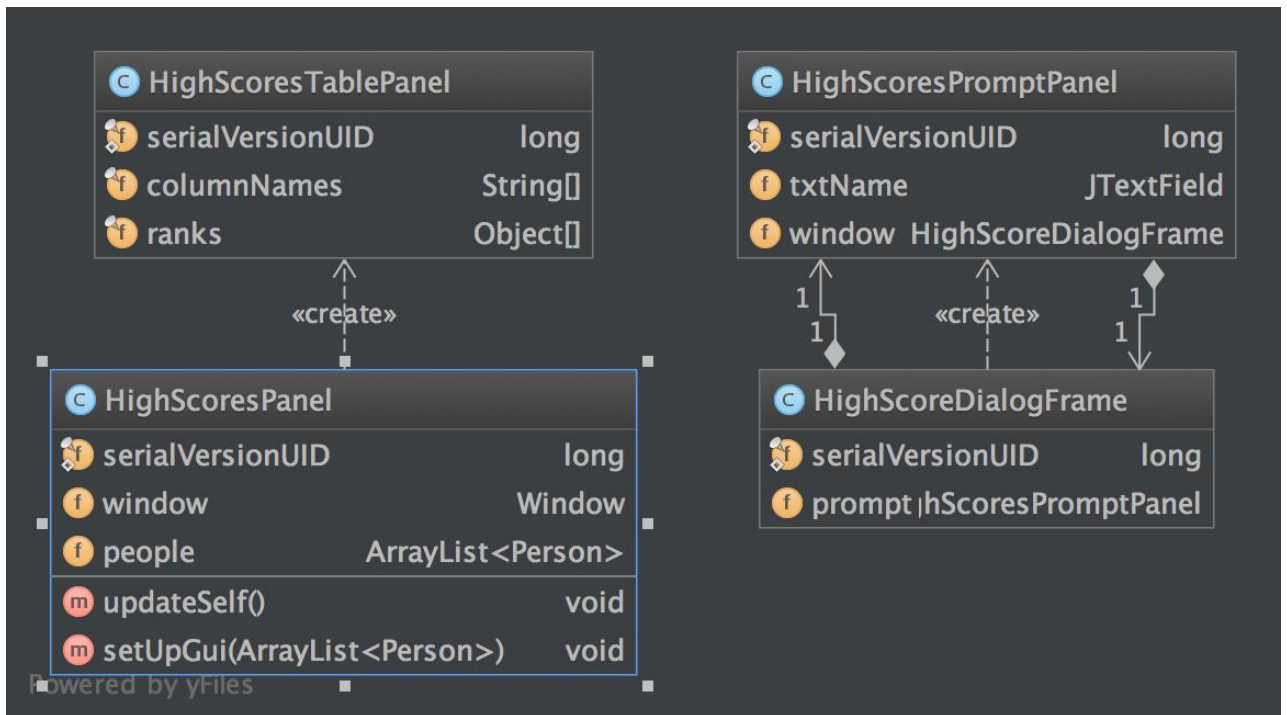 HighScoresTablePanel
serialVersionUID long
columnNames String[]
ranks Object[]
«create»
HighScoresPanel
serialVersionUID long
window Window
people ArrayList<Person>
updateSelf() void
setUpGui(ArrayList<Person>) void
Powered by yFiles
HighScoresPromptPanel
serialVersionUID long
txtName JTextField
window HighScoreDialogFrame
1 «create» 1
1 1
HighScoreDialogFrame
serialVersionUID long
prompt hScoresPromptPanel